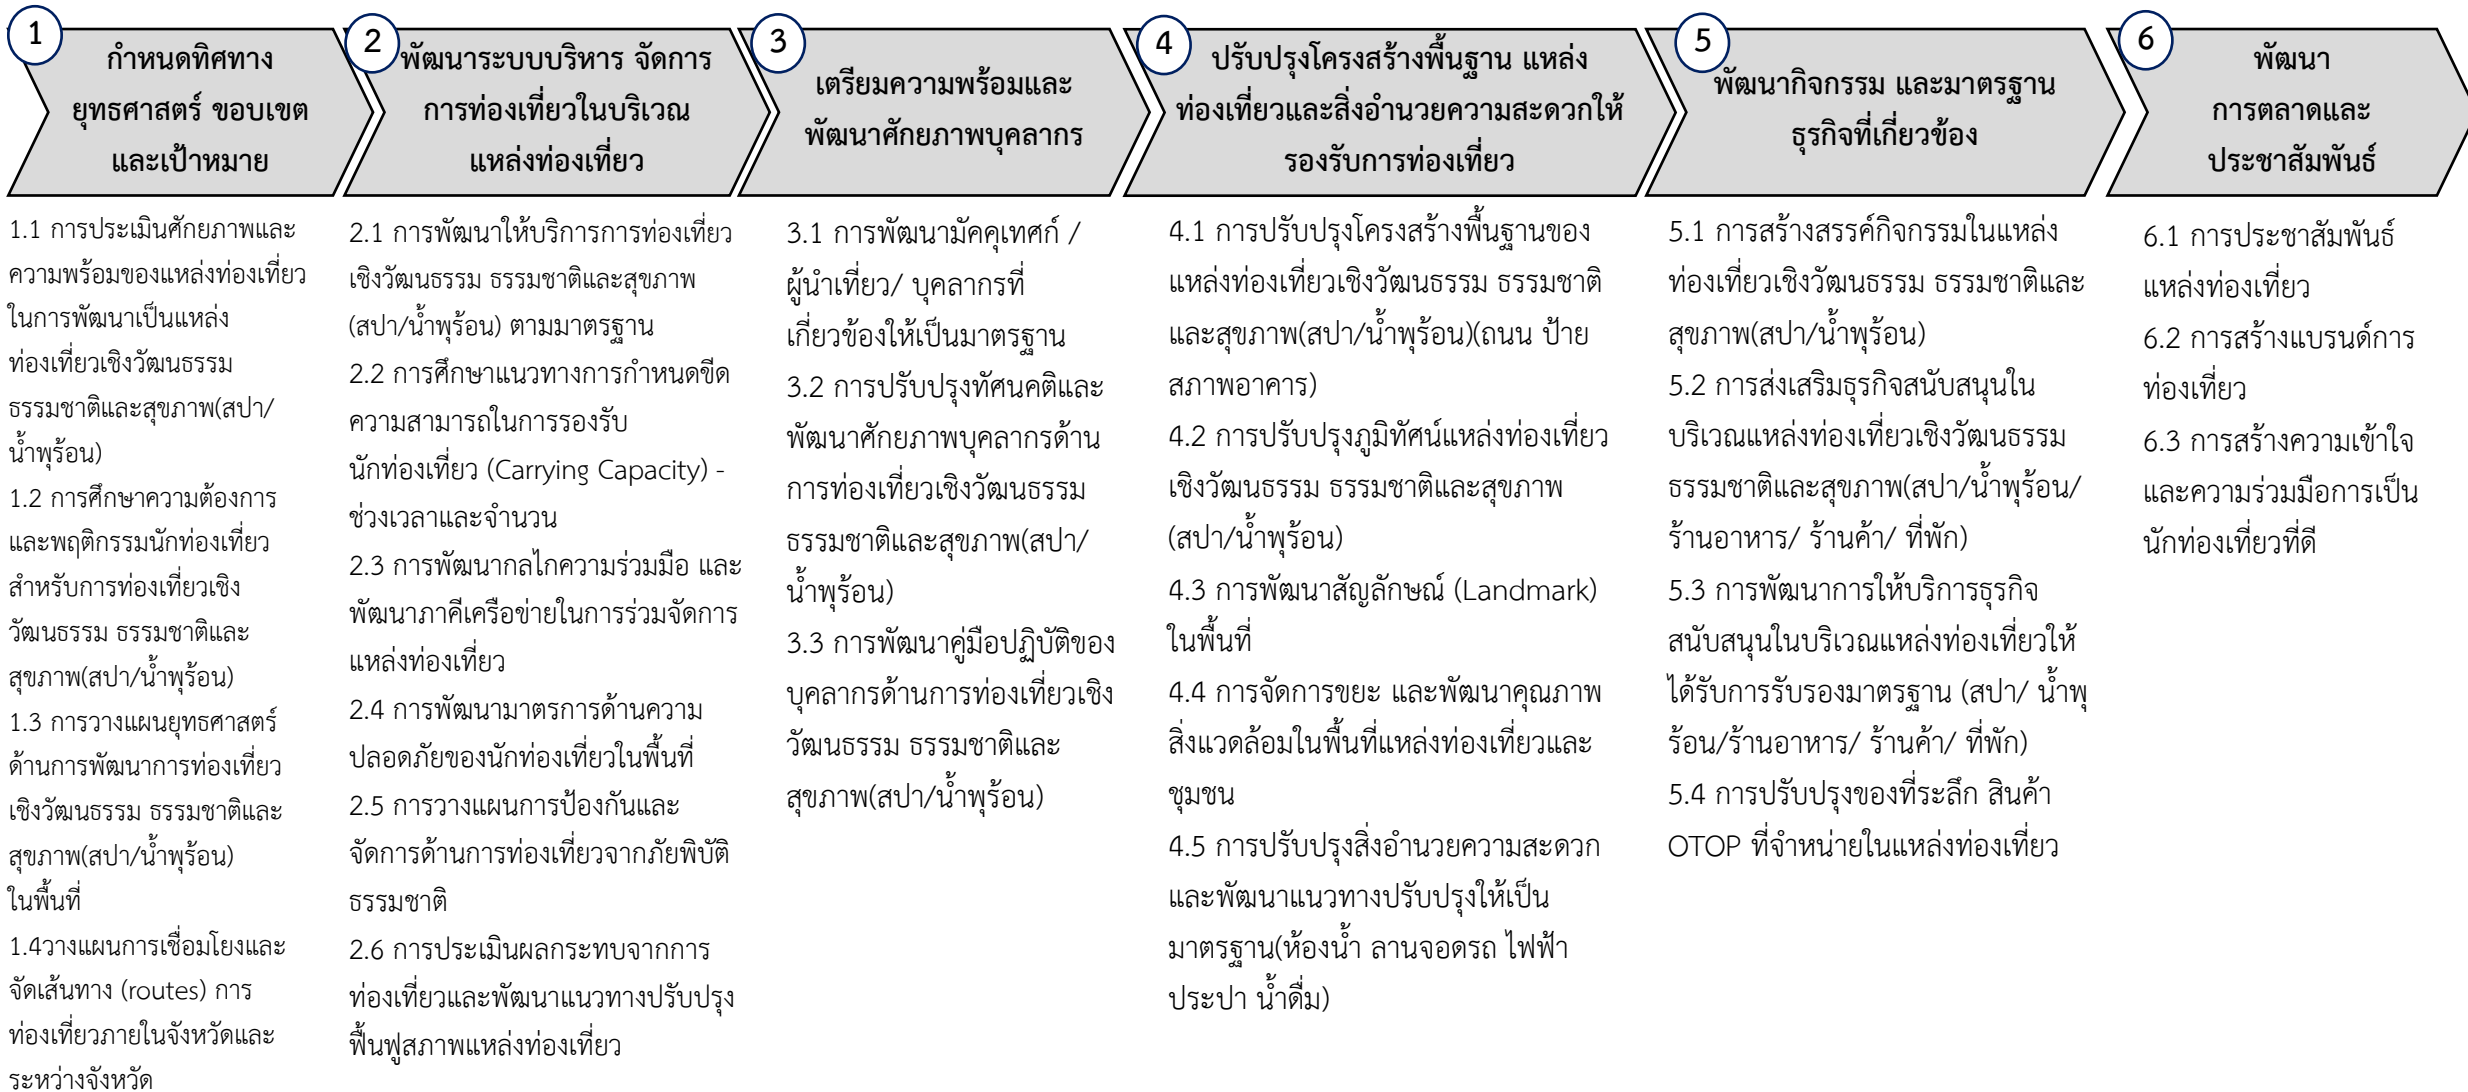 1
กำหนดทิศทาง
ยุทธศาสตร์ ขอบเขต
และเป้าหมาย
2
พัฒนาระบบบริหาร จัดการ
การท่องเที่ยวในบริเวณ
แหล่งท่องเที่ยว
3
เตรียมความพร้อมและ
พัฒนาศักยภาพบุคลากร
4
ปรับปรุงโครงสร้างพื้นฐาน แหล่ง
ท่องเที่ยวและสิ่งอำนวยความสะดวกให้
รองรับการท่องเที่ยว
5
พัฒนากิจกรรม และมาตรฐาน
ธุรกิจที่เกี่ยวข้อง
6
พัฒนา
การตลาดและ
ประชาสัมพันธ์
1.1 การประเมินศักยภาพและ
ความพร้อมของแหล่งท่องเที่ยว
ในการพัฒนาเป็นแหล่ง
ท่องเที่ยวเชิงวัฒนธรรม
ธรรมชาติและสุขภาพ(สปา/
น้ำพุร้อน)
1.2 การศึกษาความต้องการ
และพฤติกรรมนักท่องเที่ยว
สำหรับการท่องเที่ยวเชิง
วัฒนธรรม ธรรมชาติและ
สุขภาพ(สปา/น้ำพุร้อน)
1.3 การวางแผนยุทธศาสตร์
ด้านการพัฒนาการท่องเที่ยว
เชิงวัฒนธรรม ธรรมชาติและ
สุขภาพ(สปา/น้ำพุร้อน)
ในพื้นที่
1.4วางแผนการเชื่อมโยงและ
จัดเส้นทาง (routes) การ
ท่องเที่ยวภายในจังหวัดและ
ระหว่างจังหวัด
2.1 การพัฒนาให้บริการการท่องเที่ยว
เชิงวัฒนธรรม ธรรมชาติและสุขภาพ
(สปา/น้ำพุร้อน) ตามมาตรฐาน
2.2 การศึกษาแนวทางการกำหนดขีด
ความสามารถในการรองรับ
นักท่องเที่ยว (Carrying Capacity) -
ช่วงเวลาและจำนวน
2.3 การพัฒนากลไกความร่วมมือ และ
พัฒนาภาคีเครือข่ายในการร่วมจัดการ
แหล่งท่องเที่ยว
2.4 การพัฒนามาตรการด้านความ
ปลอดภัยของนักท่องเที่ยวในพื้นที่
2.5 การวางแผนการป้องกันและ
จัดการด้านการท่องเที่ยวจากภัยพิบัติ
ธรรมชาติ
2.6 การประเมินผลกระทบจากการ
ท่องเที่ยวและพัฒนาแนวทางปรับปรุง
ฟื้นฟูสภาพแหล่งท่องเที่ยว
3.1 การพัฒนามัคคุเทศก์ /
ผู้นำเที่ยว/ บุคลากรที่
เกี่ยวข้องให้เป็นมาตรฐาน
3.2 การปรับปรุงทัศนคติและ
พัฒนาศักยภาพบุคลากรด้าน
การท่องเที่ยวเชิงวัฒนธรรม
ธรรมชาติและสุขภาพ(สปา/
น้ำพุร้อน)
3.3 การพัฒนาคู่มือปฏิบัติของ
บุคลากรด้านการท่องเที่ยวเชิง
วัฒนธรรม ธรรมชาติและ
สุขภาพ(สปา/น้ำพุร้อน)
4.1 การปรับปรุงโครงสร้างพื้นฐานของ
แหล่งท่องเที่ยวเชิงวัฒนธรรม ธรรมชาติ
และสุขภาพ(สปา/น้ำพุร้อน)(ถนน ป้าย
สภาพอาคาร)
4.2 การปรับปรุงภูมิทัศน์แหล่งท่องเที่ยว
เชิงวัฒนธรรม ธรรมชาติและสุขภาพ
(สปา/น้ำพุร้อน)
4.3 การพัฒนาสัญลักษณ์ (Landmark)
ในพื้นที่
4.4 การจัดการขยะ และพัฒนาคุณภาพ
สิ่งแวดล้อมในพื้นที่แหล่งท่องเที่ยวและ
ชุมชน
4.5 การปรับปรุงสิ่งอำนวยความสะดวก
และพัฒนาแนวทางปรับปรุงให้เป็น
มาตรฐาน(ห้องน้ำ ลานจอดรถ ไฟฟ้า
ประปา น้ำดื่ม)
5.1 การสร้างสรรค์กิจกรรมในแหล่ง
ท่องเที่ยวเชิงวัฒนธรรม ธรรมชาติและ
สุขภาพ(สปา/น้ำพุร้อน)
5.2 การส่งเสริมธุรกิจสนับสนุนใน
บริเวณแหล่งท่องเที่ยวเชิงวัฒนธรรม
ธรรมชาติและสุขภาพ(สปา/น้ำพุร้อน/
ร้านอาหาร/ ร้านค้า/ ที่พัก)
5.3 การพัฒนาการให้บริการธุรกิจ
สนับสนุนในบริเวณแหล่งท่องเที่ยวให้
ได้รับการรับรองมาตรฐาน (สปา/ น้ำพุ
ร้อน/ร้านอาหาร/ ร้านค้า/ ที่พัก)
5.4 การปรับปรุงของที่ระลึก สินค้า
OTOP ที่จำหน่ายในแหล่งท่องเที่ยว
6.1 การประชาสัมพันธ์
แหล่งท่องเที่ยว
6.2 การสร้างแบรนด์การ
ท่องเที่ยว
6.3 การสร้างความเข้าใจ
และความร่วมมือการเป็น
นักท่องเที่ยวที่ดี